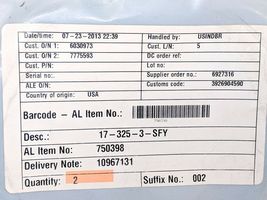 Date/time: 07-23-2013 22:39 Handled by: USINDBR
Cust. O/N 1: 6030973 Cust. L/N: 5
Cust. O/N 2: 7775593 DC order ref:
Cust. P/N: Our ref:
Serial no.: Supplier order no.: 6927316
ALE O/N: Customs code: 3926904590
Country of origin: USA
Barcode - AL Item No.:
Desc.: 17-325-3-SFY
AL Item No.: 750398
Delivery Note: 10967131
Quantity: 2 Suffix No.: 002